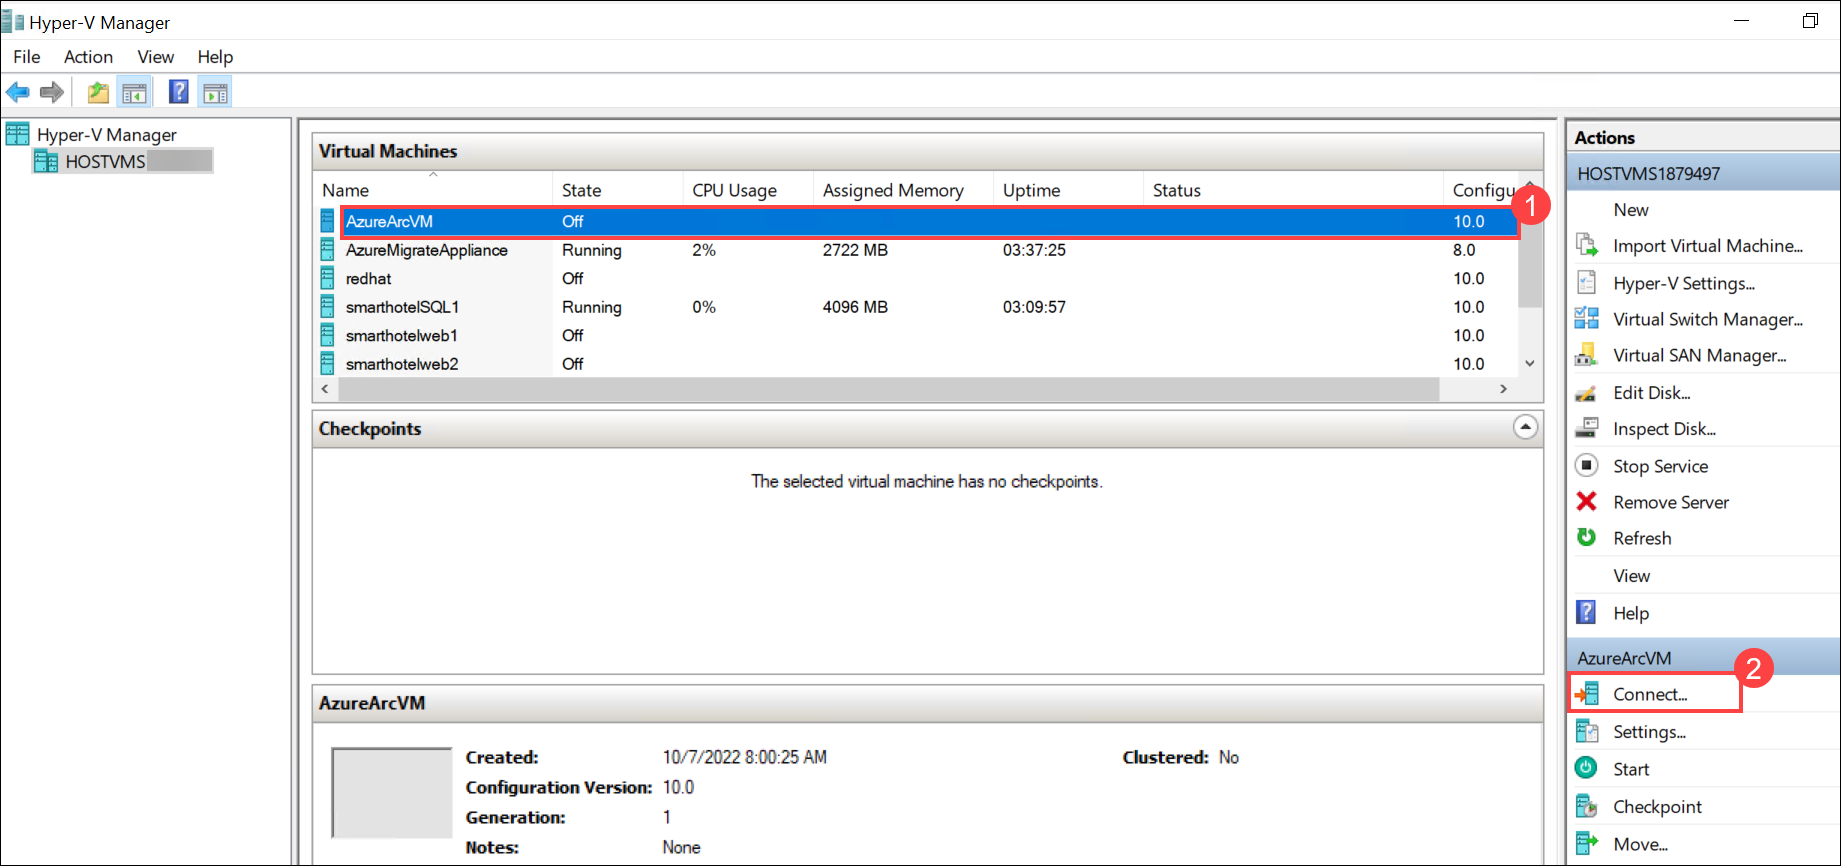 Hyper-V Manager
File Action View Help
Hyper-V Manager
HOSTVMS
Virtual Machines
Name State CPU Usage Assigned Memory Uptime Status Configu
AzureArcVM Off 10.0
1
AzureMigrateAppliance Running 2% 2722 MB 03:37:25 8.0
redhat Off 10.0
smarthotelSQL1 Running 0% 4096 MB 03:09:57 10.0
smarthotelweb1 Off 10.0
smarthotelweb2 Off 10.0
Checkpoints
The selected virtual machine has no checkpoints.
AzureArcVM
Created: 10/7/2022 8:00:25 AM Clustered: No
Configuration Version: 10.0
Generation: 1
Notes: None
Actions
HOSTVMS1879497
New
Import Virtual Machine...
Hyper-V Settings...
Virtual Switch Manager...
Virtual SAN Manager...
Edit Disk...
Inspect Disk...
Stop Service
Remove Server
Refresh
View
Help
AzureArcVM
2
Connect...
Settings...
Start
Checkpoint
Move...